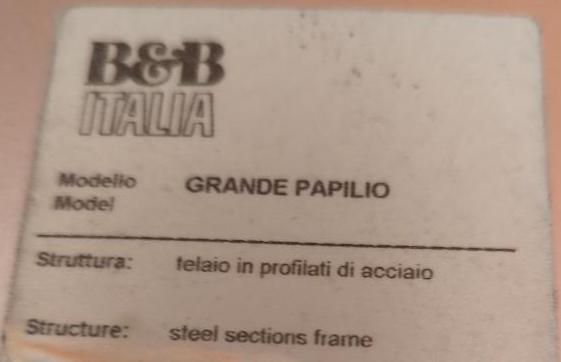 B&B
ITALIA
Modello GRANDE PAPILIO
Model
Struttura: telaio in profilati di acciaio
Structure: steel sections frame